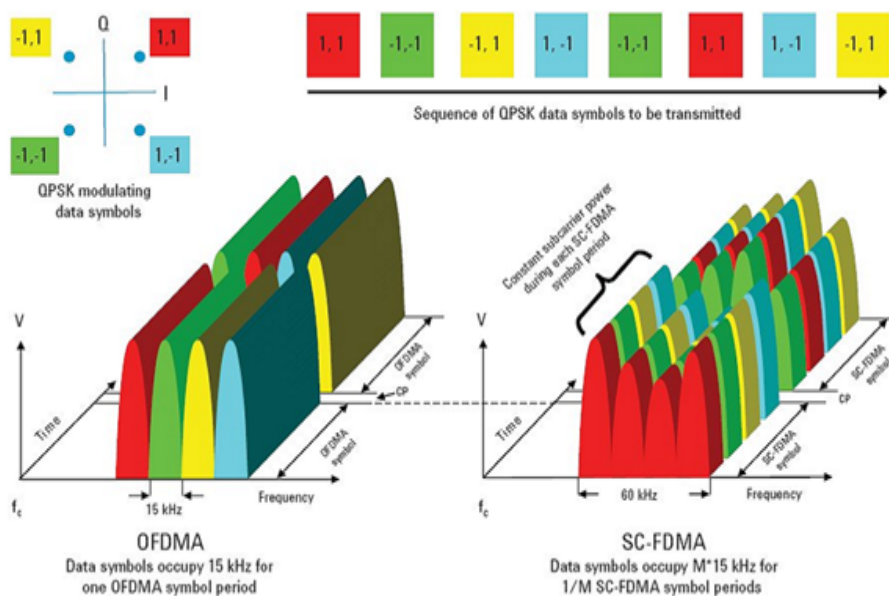 Q
-1,1
1,1
I
-1,-1
1,-1
QPSK modulating
data symbols
1, 1
-1,-1
-1, 1
1, -1
-1,-1
1, 1
1, -1
-1, 1
Sequence of QPSK data symbols to be transmitted
V
Time
OFDMA
symbol
CP
OFDMA
symbol
15 kHz
Frequency
fc
OFDMA
Data symbols occupy 15 kHz for
one OFDMA symbol period
Constant subcarrier power
during each SC-FDMA
symbol period
V
Time
SC-FDMA
symbol
CP
SC-FDMA
symbol
60 kHz
Frequency
fc
SC-FDMA
Data symbols occupy M*15 kHz for
1/M SC-FDMA symbol periods